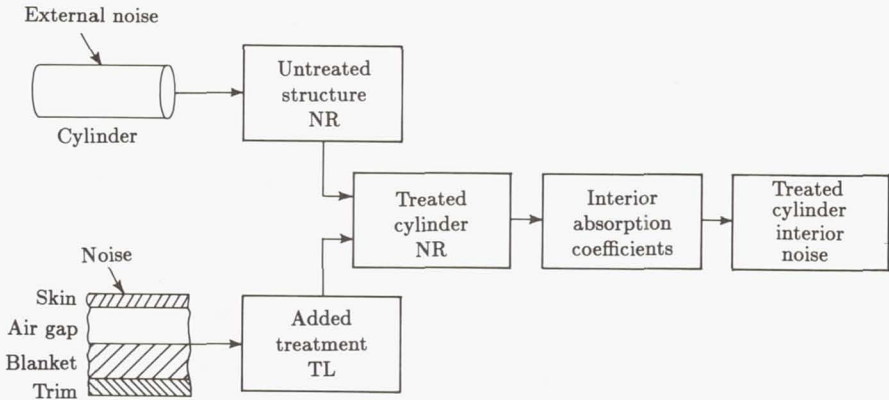 External noise
Cylinder
Untreated
structure
NR
Noise
Skin
Air gap
Blanket
Trim
Added
treatment
TL
Treated
cylinder
NR
Interior
absorption
coefficients
Treated
cylinder
interior
noise